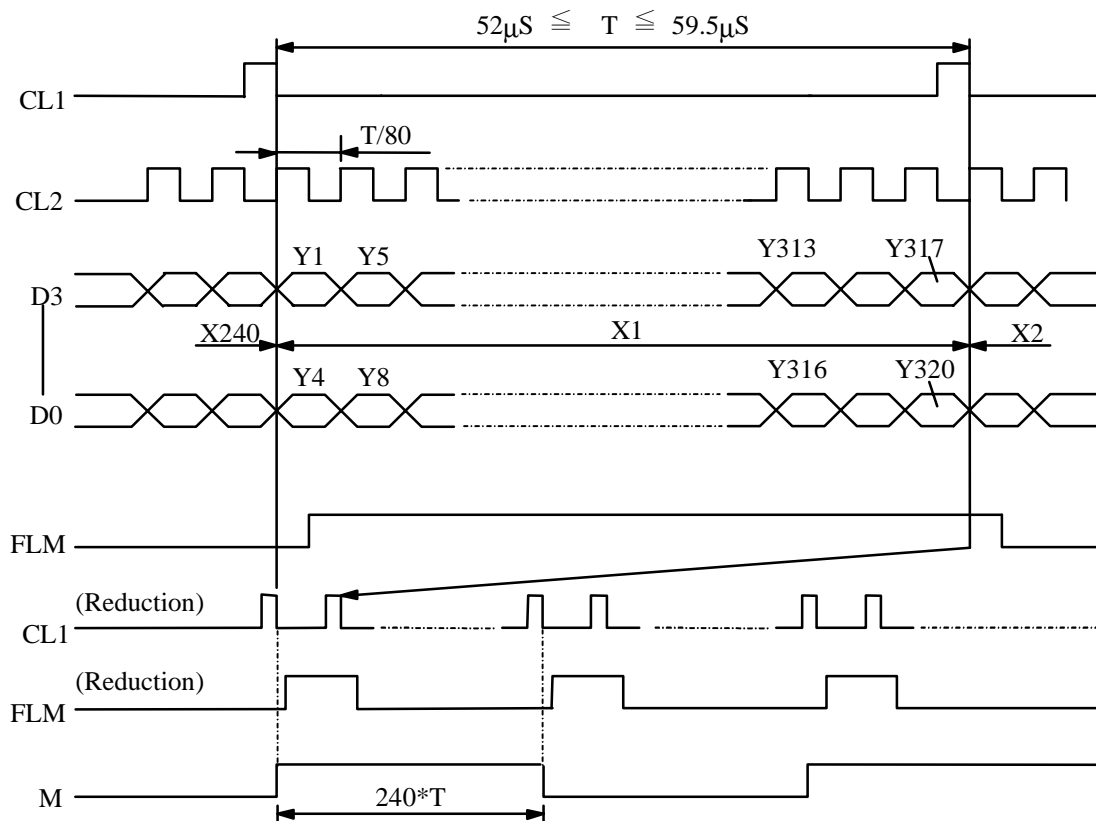 52μS ≦ T ≦ 59.5μS
CL1
T/80
CL2
Y1 Y5 Y313 Y317
D3
X240 X1 X2
Y4 Y8 Y316 Y320
D0
FLM
(Reduction)
CL1
(Reduction)
FLM
M
240*T